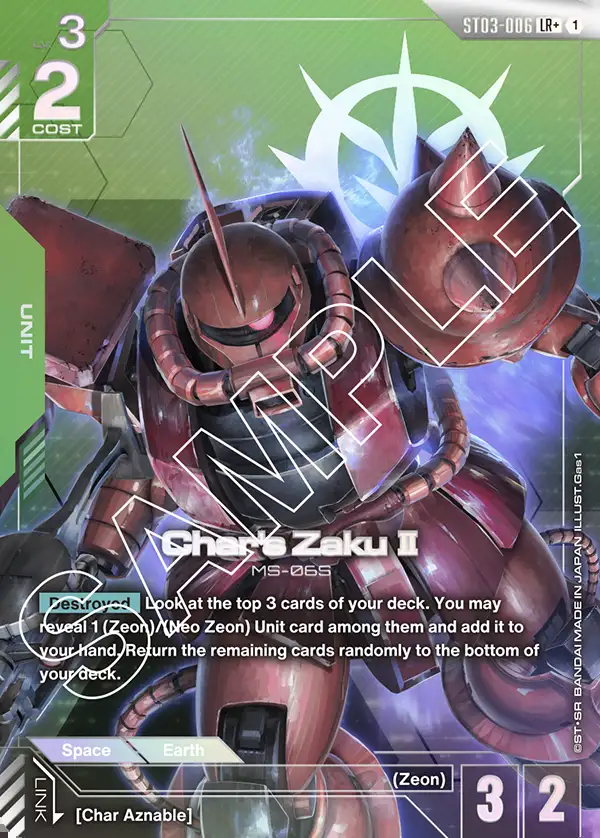 ST03-006 LR+ 1
Lv. 3
2
COST
UNIT
SAMPLE
Char's Zaku II
MS-06S
Destroyed Look at the top 3 cards of your deck. You may
reveal 1 (Zeon)/(Neo Zeon) Unit card among them and add it to
your hand. Return the remaining cards randomly to the bottom of
your deck.
Space Earth
(Zeon)
LINK
[Char Aznable]
3 2
©ST・SR BANDAI MADE IN JAPAN ILLUST.Gas1